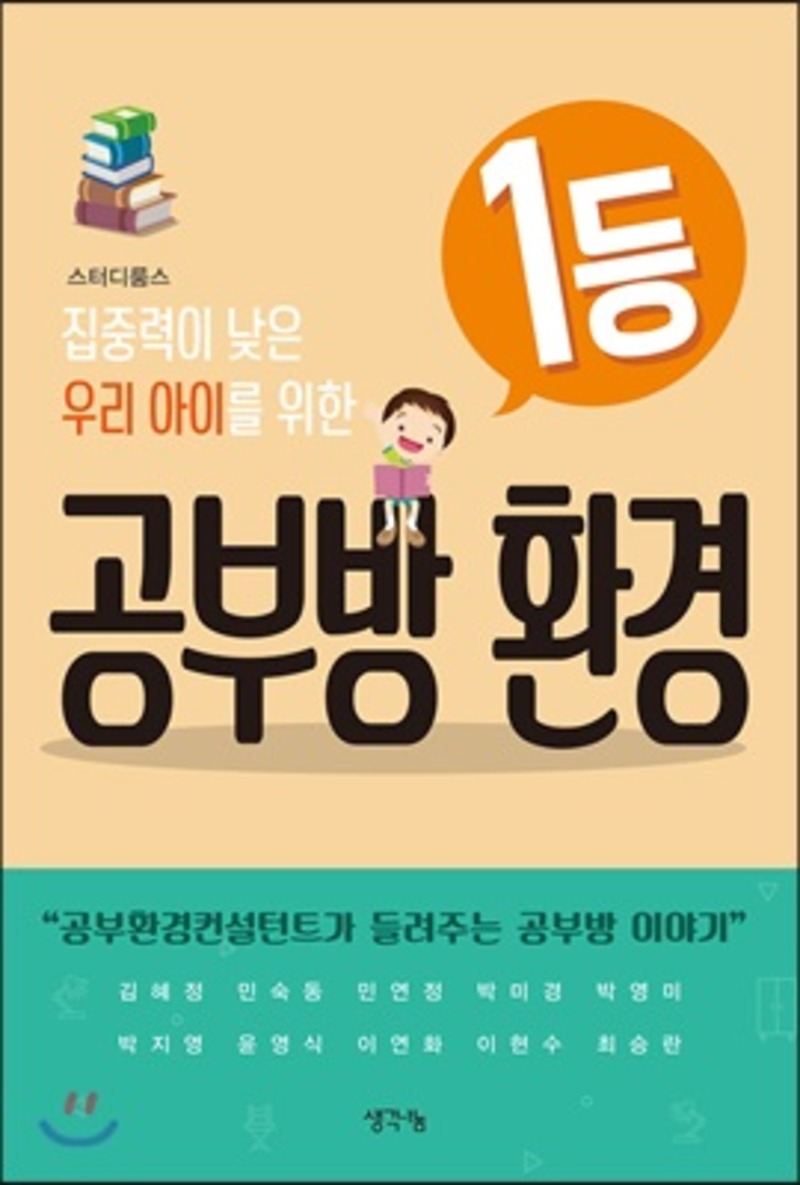 1등
스터디룸스
집중력이 낮은
우리 아이를 위한
공부방 환경
“공부환경컨설턴트가 들려주는 공부방 이야기”
김혜정 민숙동 민연정 박미경 박영미
박지영 윤영식 이연화 이현수 최승란
생각나눔